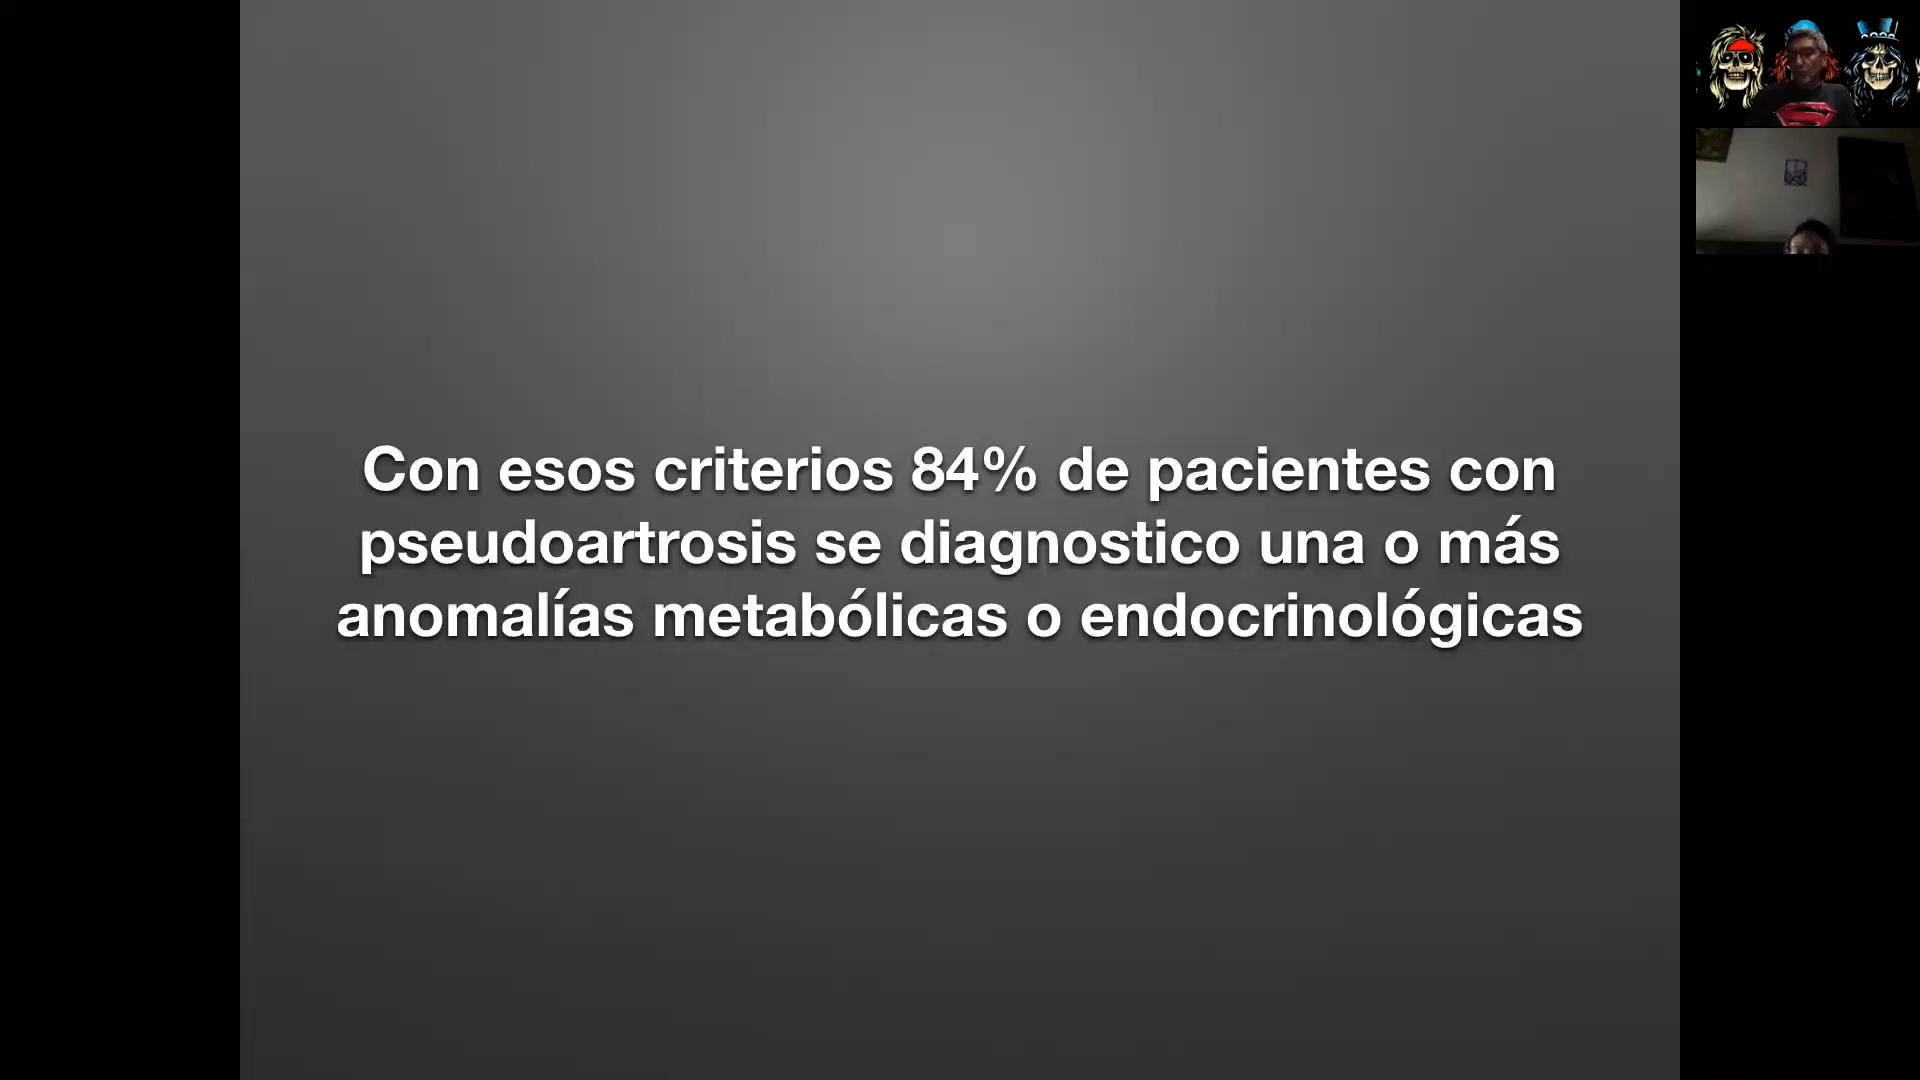 Con esos criterios 84% de pacientes con
pseudoartrosis se diagnostico una o más
anomalías metabólicas o endocrinológicas